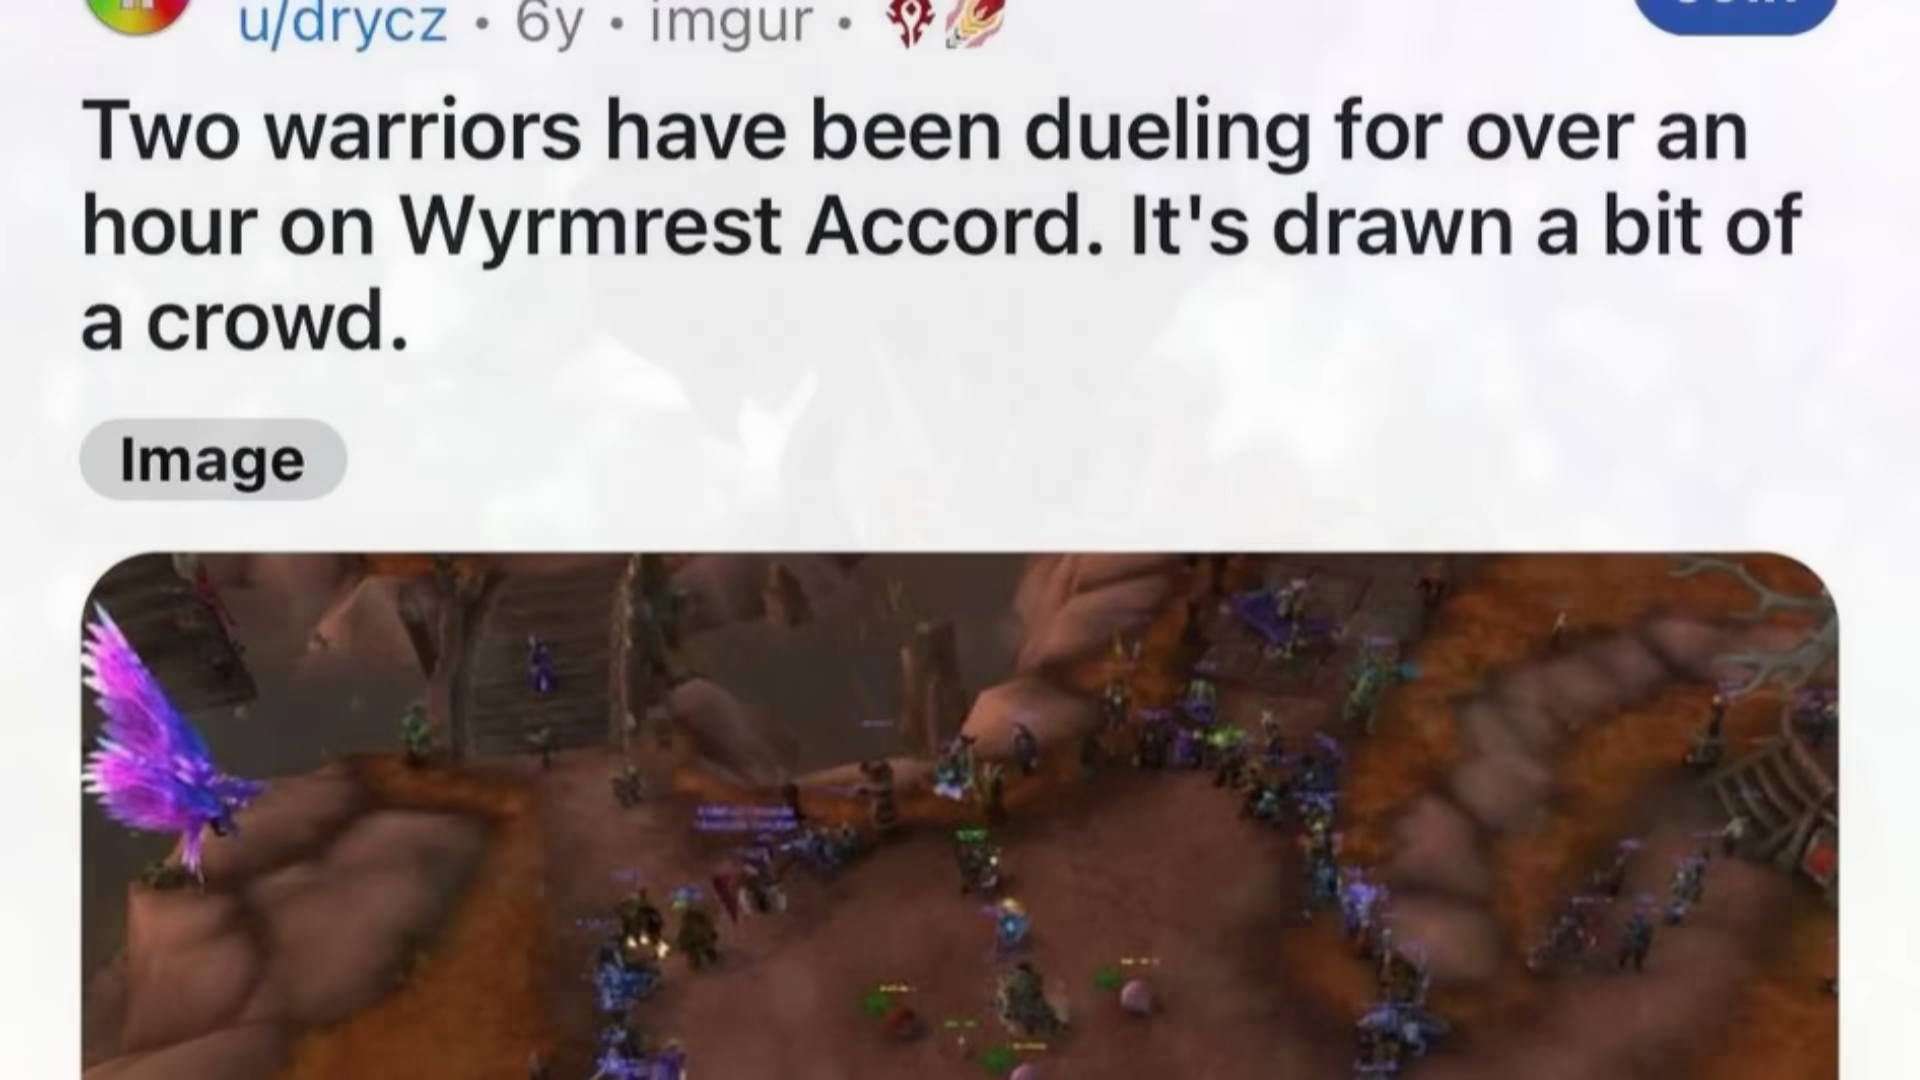 u/drycz • 6y • imgur •
Two warriors have been dueling for over an
hour on Wyrmrest Accord. It's drawn a bit of
a crowd.
Image